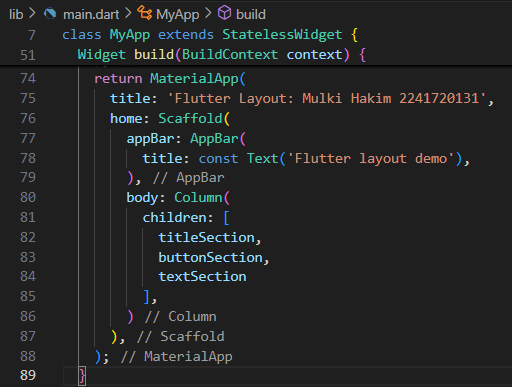 lib > main.dart > MyApp > build
7 class MyApp extends StatelessWidget {
51   Widget build(BuildContext context) {
74     return MaterialApp(
75       title: 'Flutter Layout: Mulki Hakim 2241720131',
76       home: Scaffold(
77         appBar: AppBar(
78           title: const Text('Flutter layout demo'),
79         ), // AppBar
80         body: Column(
81           children: [
82             titleSection,
83             buttonSection,
84             textSection
85           ],
86         ) // Column
87       ), // Scaffold
88     ); // MaterialApp
89   }